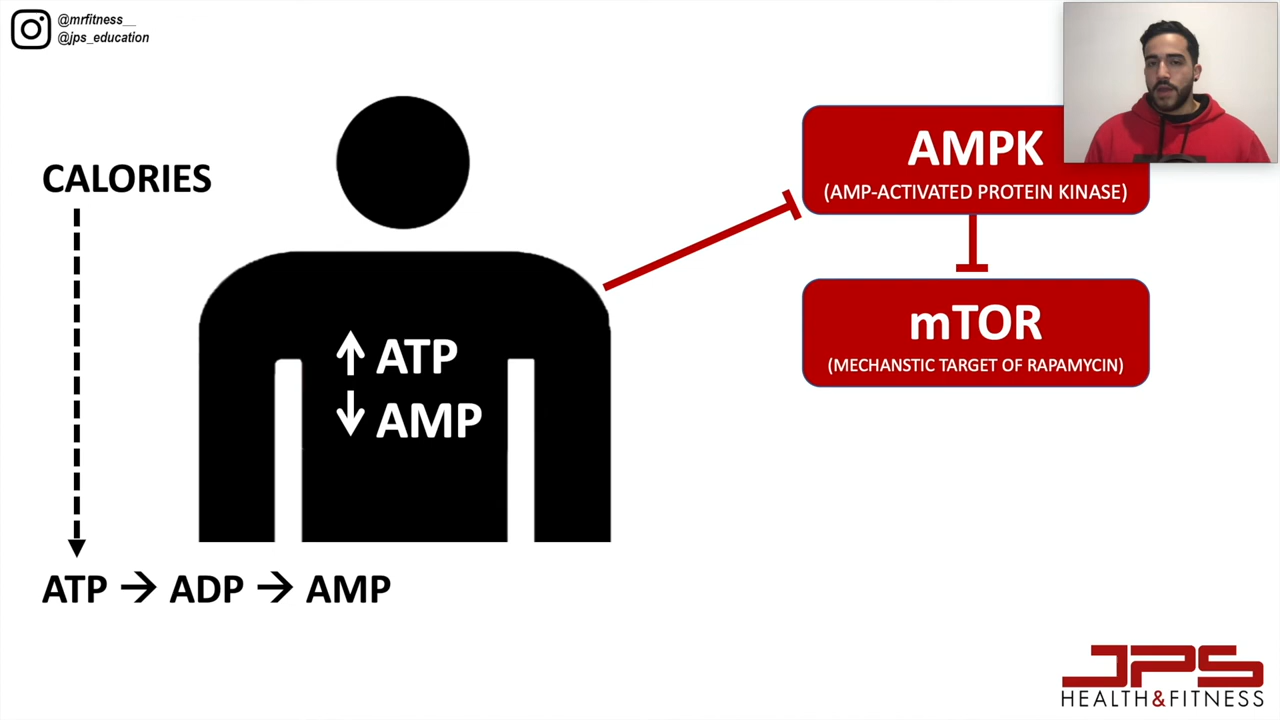 @mrfitness__
@jps_education
CALORIES
↑ ATP
↓ AMP
ATP → ADP → AMP
AMPK
(AMP-ACTIVATED PROTEIN KINASE)
mTOR
(MECHANSTIC TARGET OF RAPAMYCIN)
JPS
HEALTH&FITNESS